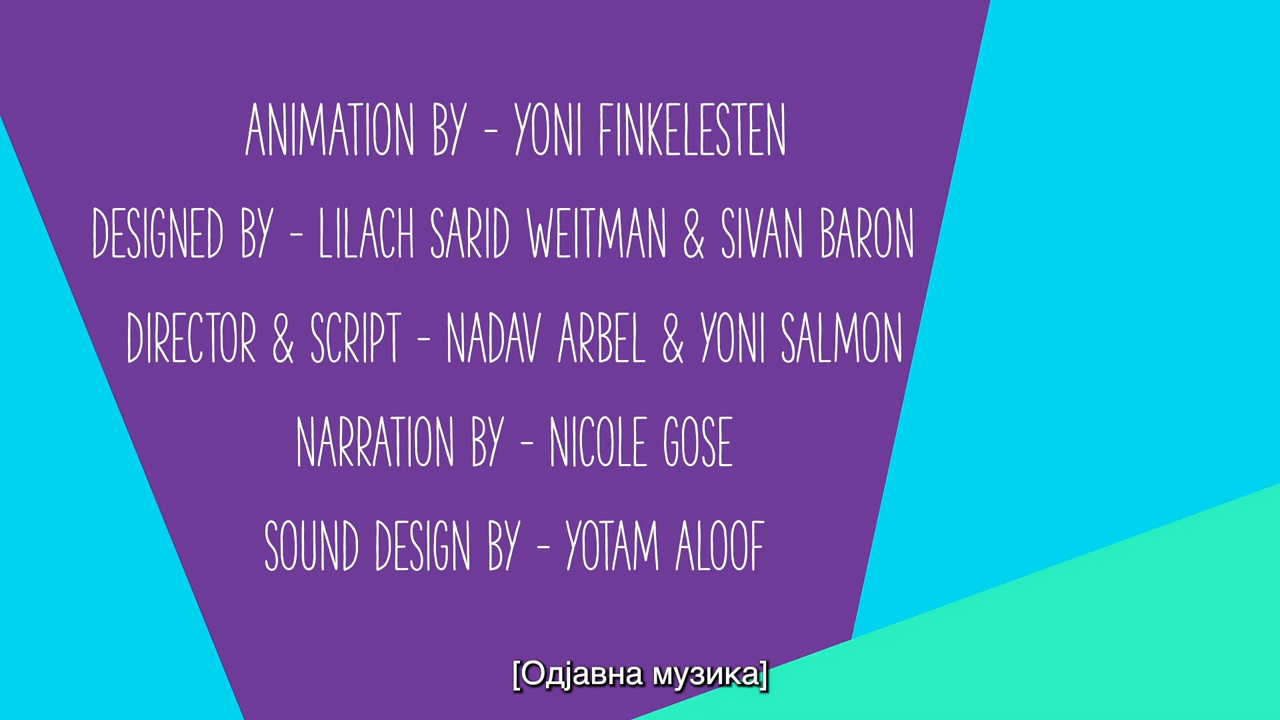 ANIMATION BY - YONI FINKELESTEN
DESIGNED BY - LILACH SARID WEITMAN & SIVAN BARON
DIRECTOR & SCRIPT - NADAV ARBEL & YONI SALMON
NARRATION BY - NICOLE GOSE
SOUND DESIGN BY - YOTAM ALOOF
[Одјавна музика]